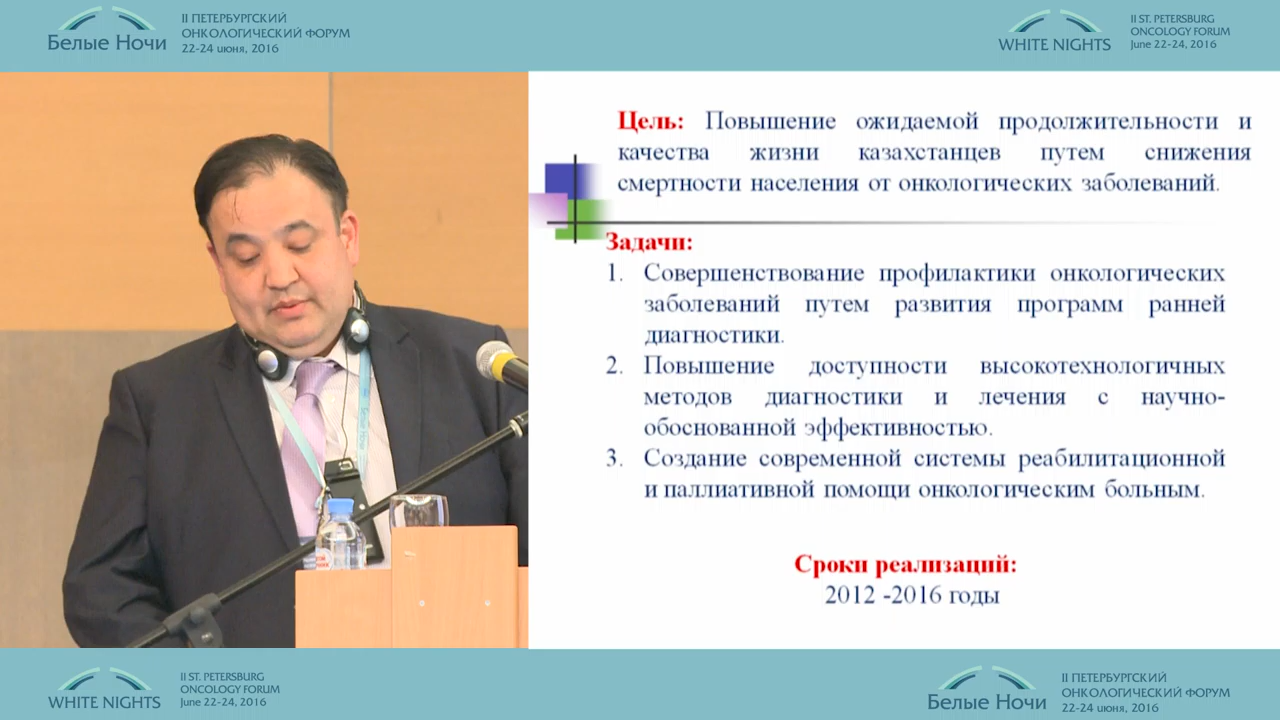 Белые Ночи
II ПЕТЕРБУРГСКИЙ
ОНКОЛОГИЧЕСКИЙ ФОРУМ
22-24 июня, 2016
WHITE NIGHTS
II ST. PETERSBURG
ONCOLOGY FORUM
June 22-24, 2016
Цель: Повышение ожидаемой продолжительности и
качества жизни казахстанцев путем снижения
смертности населения от онкологических заболеваний.
Задачи:
1. Совершенствование профилактики онкологических
заболеваний путем развития программ ранней
диагностики.
2. Повышение доступности высокотехнологичных
методов диагностики и лечения с научно-
обоснованной эффективностью.
3. Создание современной системы реабилитационной
и паллиативной помощи онкологическим больным.
Сроки реализаций:
2012 -2016 годы
WHITE NIGHTS
II ST. PETERSBURG
ONCOLOGY FORUM
June 22-24, 2016
Белые Ночи
II ПЕТЕРБУРГСКИЙ
ОНКОЛОГИЧЕСКИЙ ФОРУМ
22-24 июня, 2016